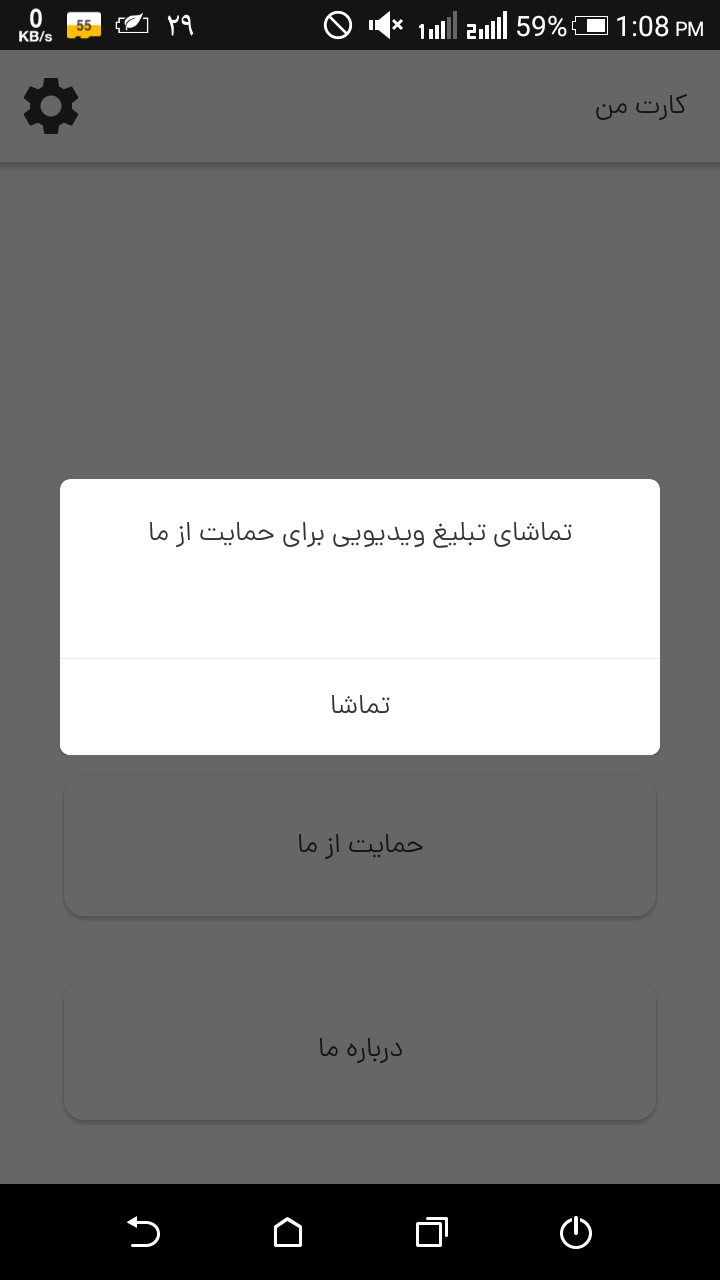 0
KB/s
55
۲۹
1
2
59%
1:08 PM
کارت من
تماشای تبلیغ ویدیویی برای حمایت از ما
تماشا
حمایت از ما
درباره ما